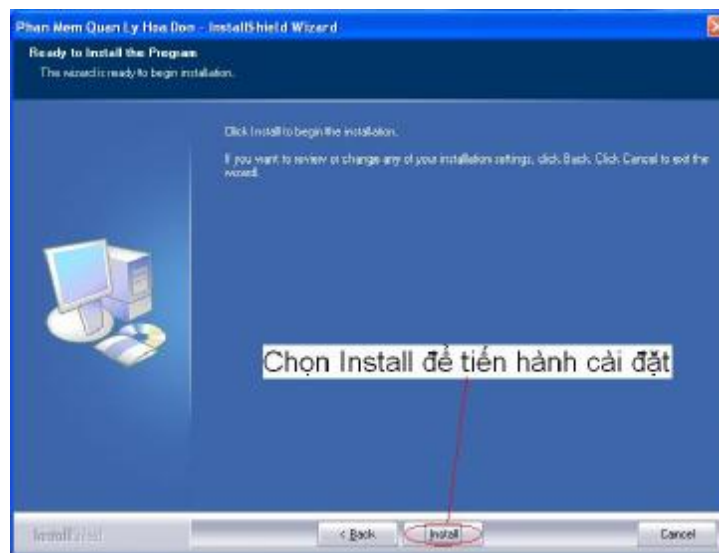 Phan Mem Quan Ly Hoa Don - InstallShield Wizard
Ready to Install the Program
The wizard is ready to begin installation.
Click Install to begin the installation.
If you want to review or change any of your installation settings, click Back. Click Cancel to exit the
wizard.
Chọn Install để tiến hành cài đặt
InstallShield
< Back
Install
Cancel